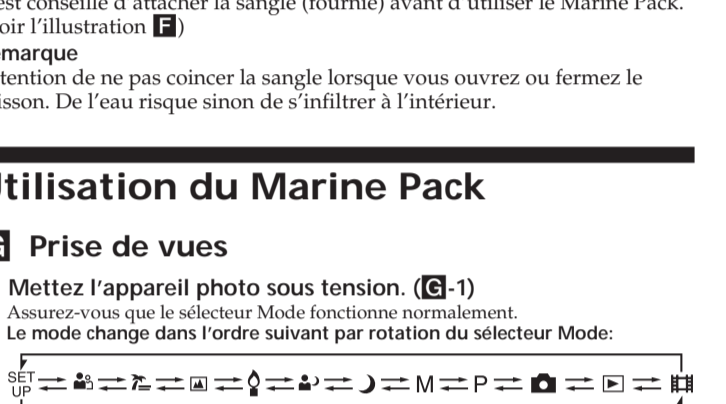 est conseillé d'attacher la sangle (fournie) avant d'utiliser le Marine Pack.
oir l'illustration F)
marque
tention de ne pas coincer la sangle lorsque vous ouvrez ou fermez le
isson. De l'eau risque sinon de s'infiltrer à l'intérieur.
tilisation du Marine Pack
G Prise de vues
Mettez l'appareil photo sous tension. (G-1)
Assurez-vous que le sélecteur Mode fonctionne normalement.
Le mode change dans l'ordre suivant par rotation du sélecteur Mode:
SET
UP M P